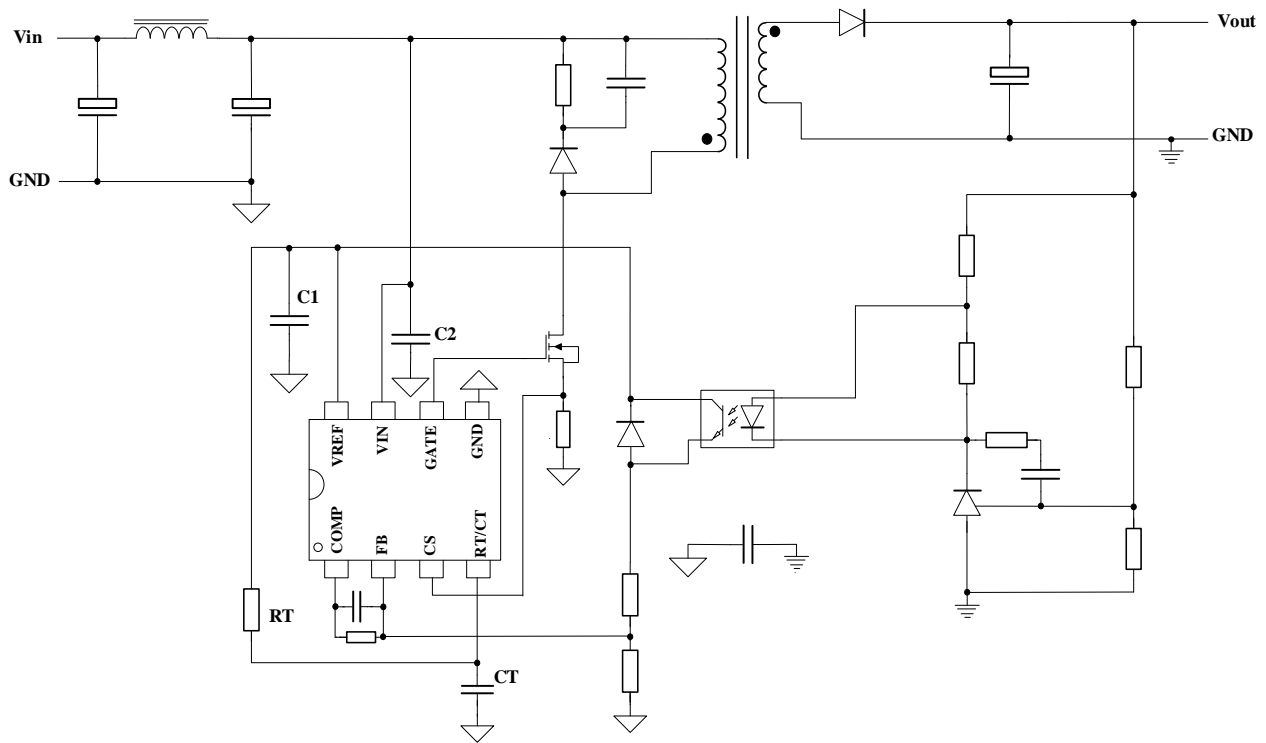 Vin
Vout
GND
GND
C1
C2
VREF
VIN
GATE
GND
COMP
FB
CS
RT/CT
RT
CT